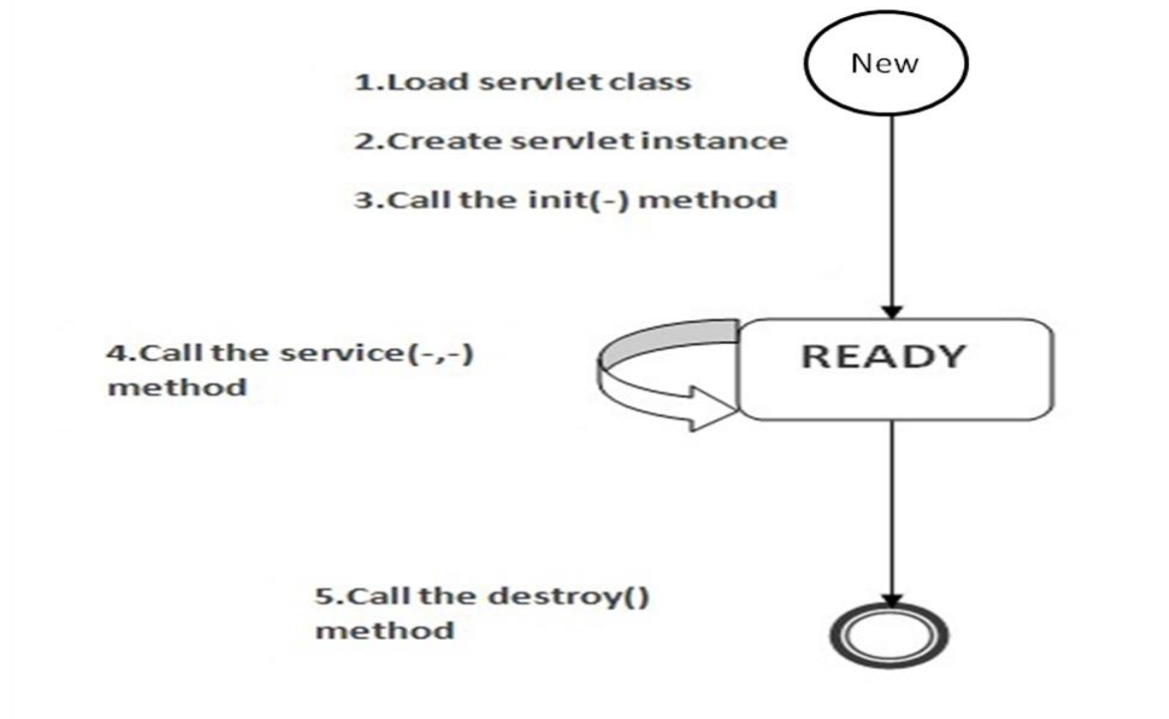 New
1.Load servlet class
2.Create servlet instance
3.Call the init(-) method
READY
4.Call the service(-,-)
method
5.Call the destroy()
method